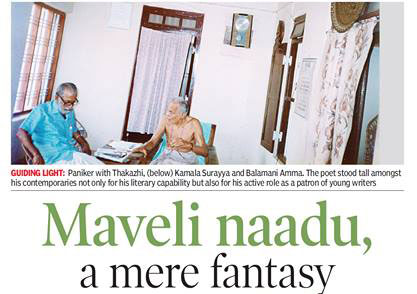 GUIDING LIGHT: Paniker with Thakazhi, (below) Kamala Surayya and Balamani Amma. The poet stood tall amongst
his contemporaries not only for his literary capability but also for his active role as a patron of young writers
Maveli naadu,
a mere fantasy